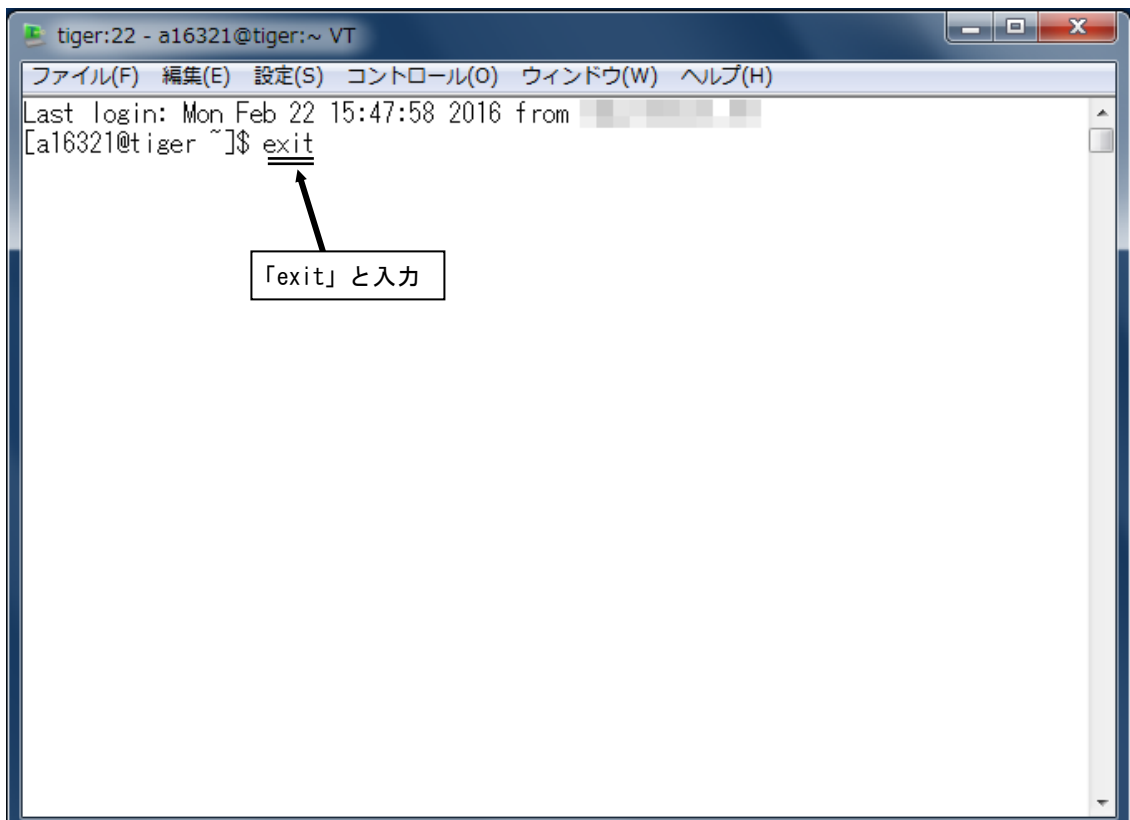 tiger:22 - a16321@tiger:~ VT
ファイル(F) 編集(E) 設定(S) コントロール(O) ウィンドウ(W) ヘルプ(H)
Last login: Mon Feb 22 15:47:58 2016 from
[a16321@tiger ~]$ exit
「exit」と入力